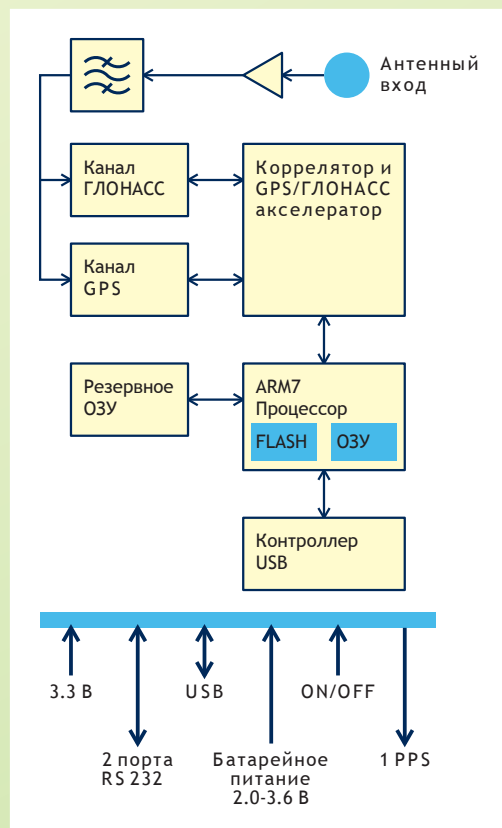 Антенный
вход
Канал
ГЛОНАСС
Коррелятор и
GPS/ГЛОНАСС
акселератор
Канал
GPS
Резервное
ОЗУ
ARM7
Процессор
FLASH
ОЗУ
Контроллер
USB
3.3 В
USB
ON/OFF
2 порта
RS 232
Батарейное
питание
2.0-3.6 В
1 PPS